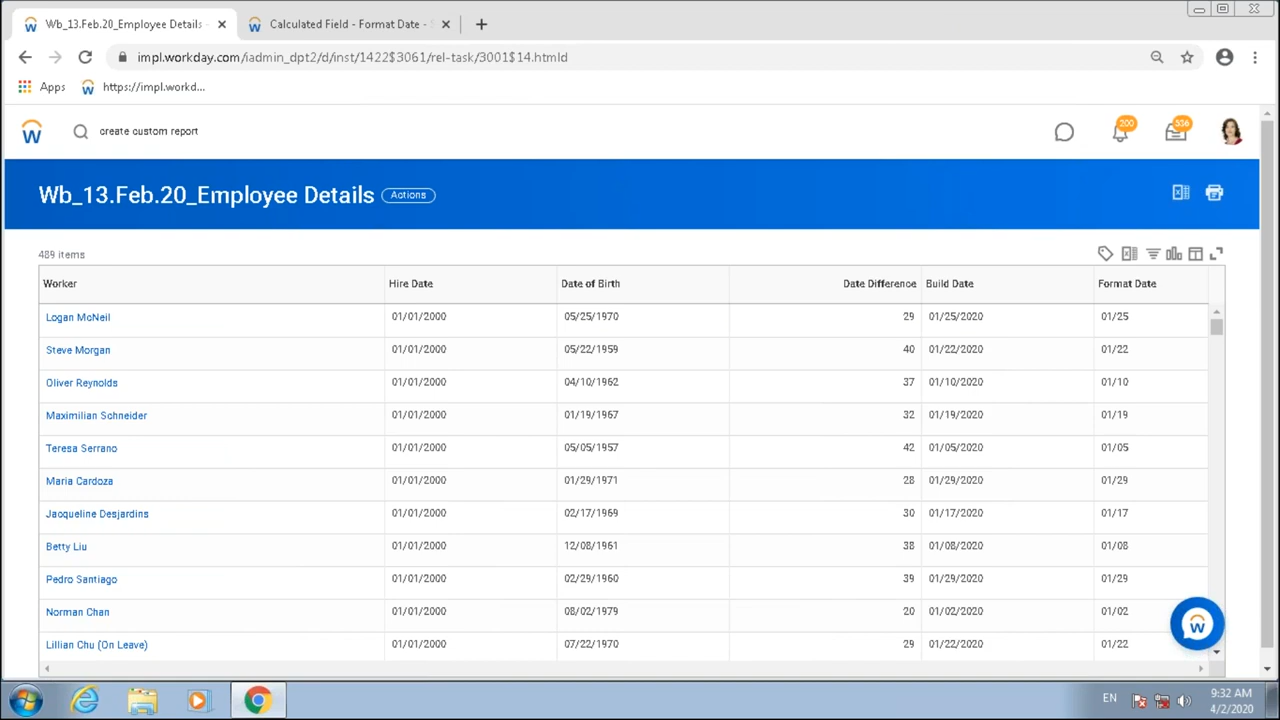 Wb_13.Feb.20_Employee Details -
Calculated Field - Format Date -
impl.workday.com/iadmin_dpt2/d/inst/1422$3061/rel-task/3001$14.htmld
Apps
https://impl.workd...
create custom report
200
336
Wb_13.Feb.20_Employee Details
Actions
489 items
Worker Hire Date Date of Birth Date Difference Build Date Format Date
Logan McNeil 01/01/2000 05/25/1970 29 01/25/2020 01/25
Steve Morgan 01/01/2000 05/22/1959 40 01/22/2020 01/22
Oliver Reynolds 01/01/2000 04/10/1962 37 01/10/2020 01/10
Maximilian Schneider 01/01/2000 01/19/1967 32 01/19/2020 01/19
Teresa Serrano 01/01/2000 05/05/1957 42 01/05/2020 01/05
Maria Cardoza 01/01/2000 01/29/1971 28 01/29/2020 01/29
Jacqueline Desjardins 01/01/2000 02/17/1969 30 01/17/2020 01/17
Betty Liu 01/01/2000 12/08/1961 38 01/08/2020 01/08
Pedro Santiago 01/01/2000 02/29/1960 39 01/29/2020 01/29
Norman Chan 01/01/2000 08/02/1979 20 01/02/2020 01/02
Lillian Chu (On Leave) 01/01/2000 07/22/1970 29 01/22/2020 01/22
EN
9:32 AM
4/2/2020